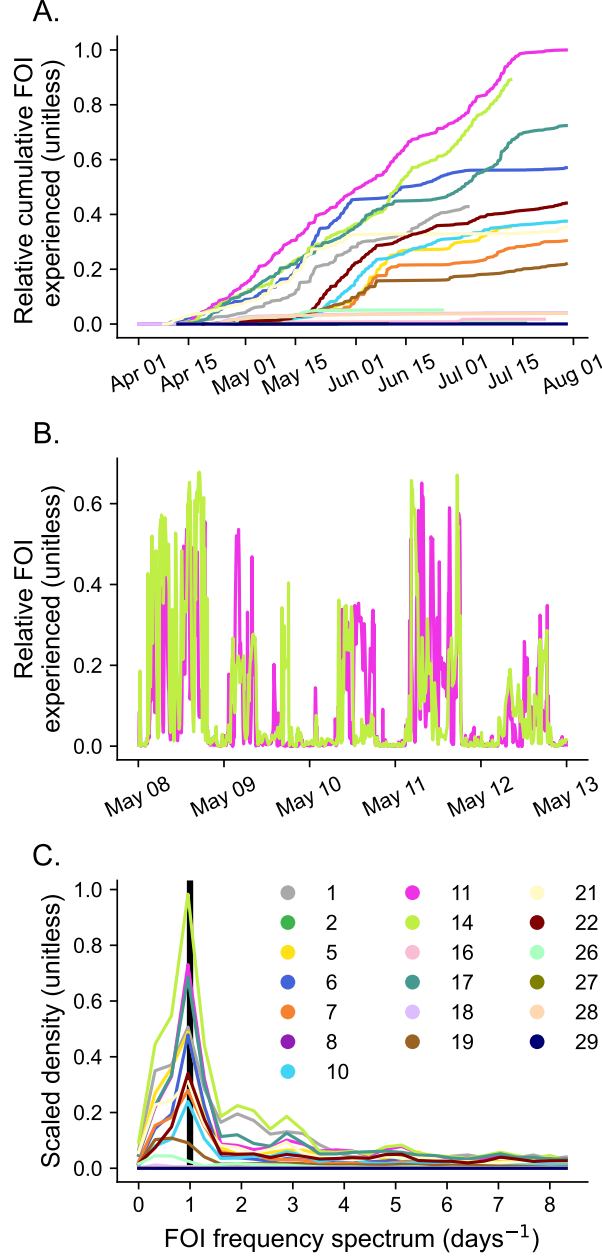 A.
Relative cumulative FOI
experienced (unitless)
1.0
0.8
0.6
0.4
0.2
0.0
Apr 01
Apr 15
May 01
May 15
Jun 01
Jun 15
Jul 01
Jul 15
Aug 01
B.
Relative FOI
experienced (unitless)
0.6
0.4
0.2
0.0
May 08
May 09
May 10
May 11
May 12
May 13
C.
Scaled density (unitless)
1.0
0.8
0.6
0.4
0.2
0.0
1 11 21
2 14 22
5 16 26
6 17 27
7 18 28
8 19 29
10
0 1 2 3 4 5 6 7 8
FOI frequency spectrum (days⁻¹)